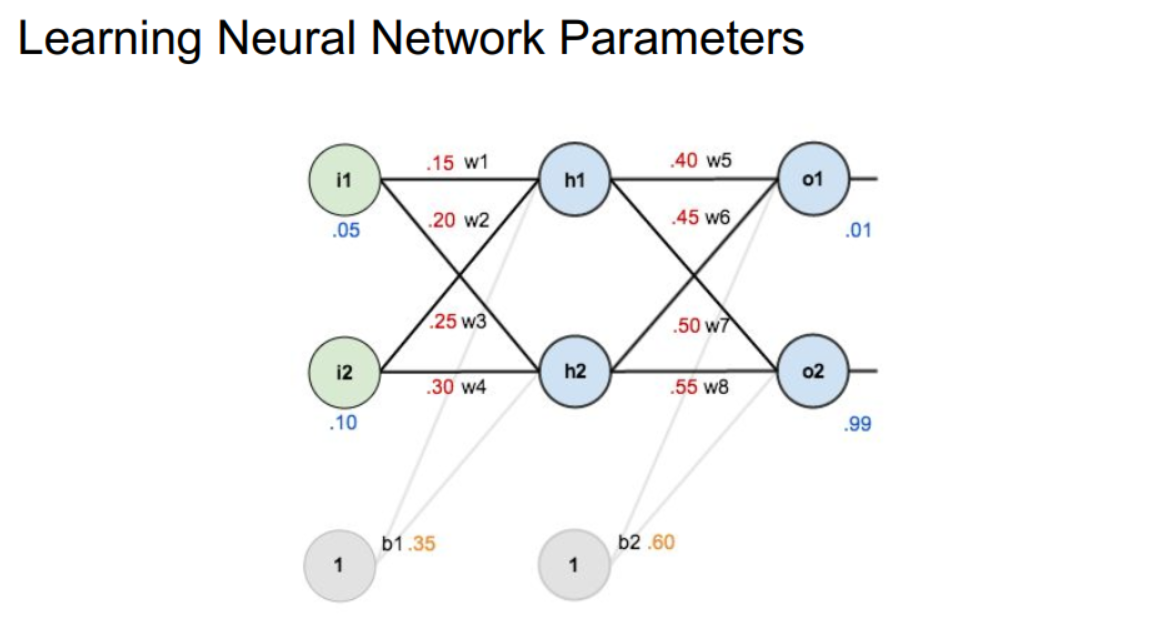 Learning Neural Network Parameters
i1
.15 w1
h1
.40 w5
o1
.05
.20 w2
.45 w6
.01
.25 w3
.50 w7
i2
h2
o2
.30 w4
.55 w8
.10
.99
b1 .35
b2 .60
1
1